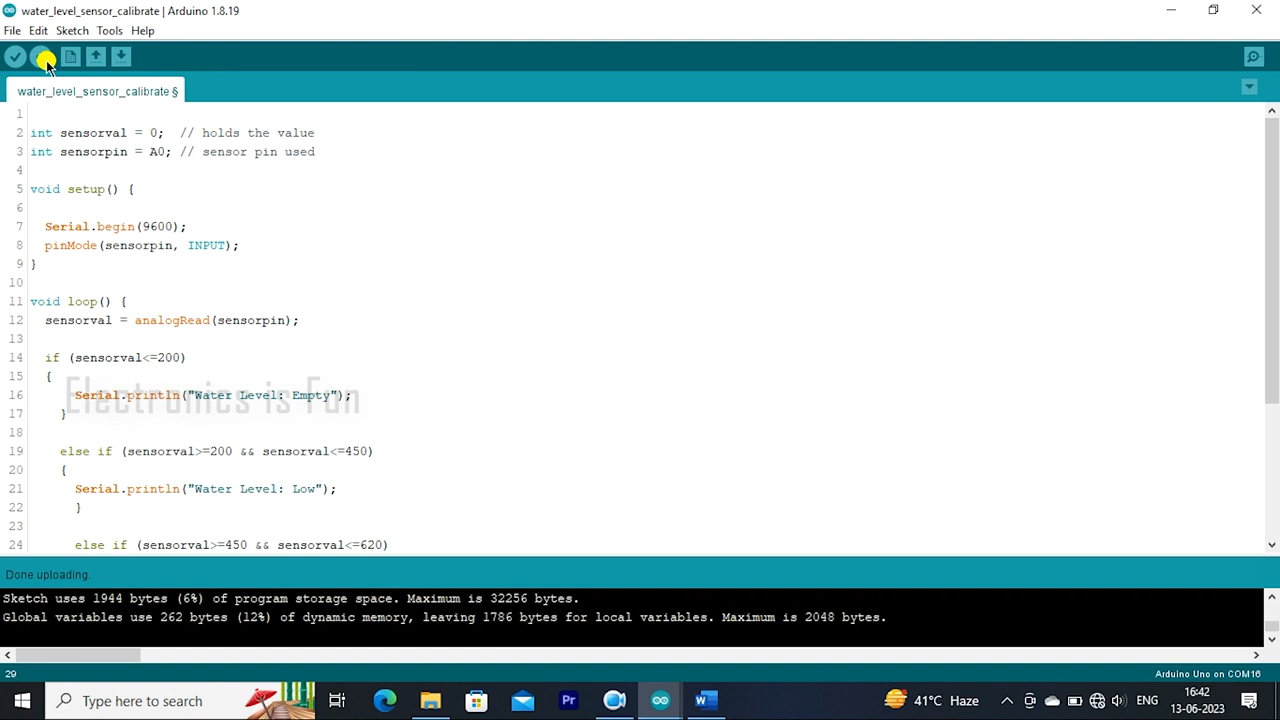 water_level_sensor_calibrate | Arduino 1.8.19
File Edit Sketch Tools Help
water_level_sensor_calibrate §
1
2 int sensorval = 0;  // holds the value
3 int sensorpin = A0; // sensor pin used
4
5 void setup() {
6
7   Serial.begin(9600);
8   pinMode(sensorpin, INPUT);
9 }
10
11 void loop() {
12   sensorval = analogRead(sensorpin);
13
14   if (sensorval<=200)
15   {
16       Serial.println("Water Level: Empty");
Electronics is Fun
17     }
18
19     else if (sensorval>=200 && sensorval<=450)
20     {
21       Serial.println("Water Level: Low");
22       }
23
24       else if (sensorval>=450 && sensorval<=620)
Done uploading.
Sketch uses 1944 bytes (6%) of program storage space. Maximum is 32256 bytes.
Global variables use 262 bytes (12%) of dynamic memory, leaving 1786 bytes for local variables. Maximum is 2048 bytes.
29 Arduino Uno on COM16
Type here to search Pr W 41°C Haze ENG 16:42
13-06-2023